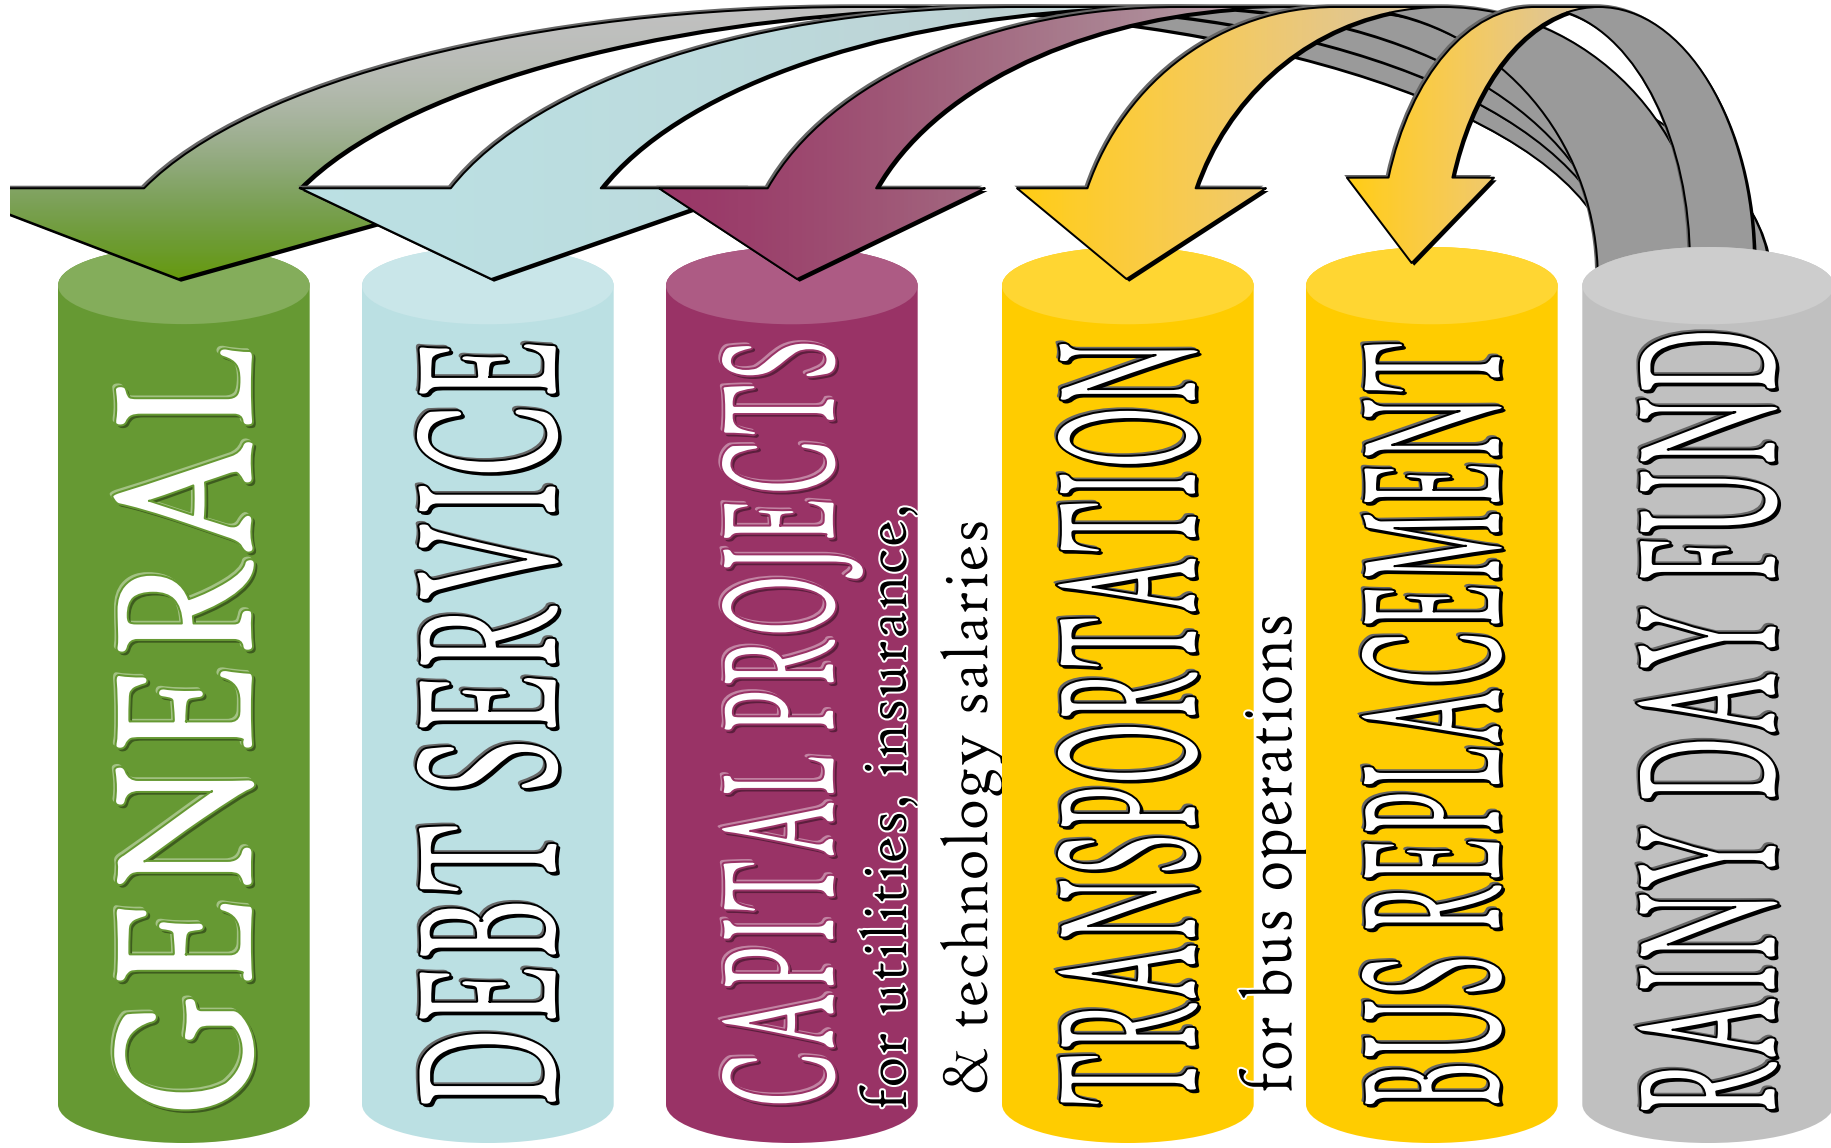 GENERAL
DEBT SERVICE
CAPITAL PROJECTS
for utilities, insurance,
& technology salaries
TRANSPORTATION
for bus operations
BUS REPLACEMENT
RAINY DAY FUND